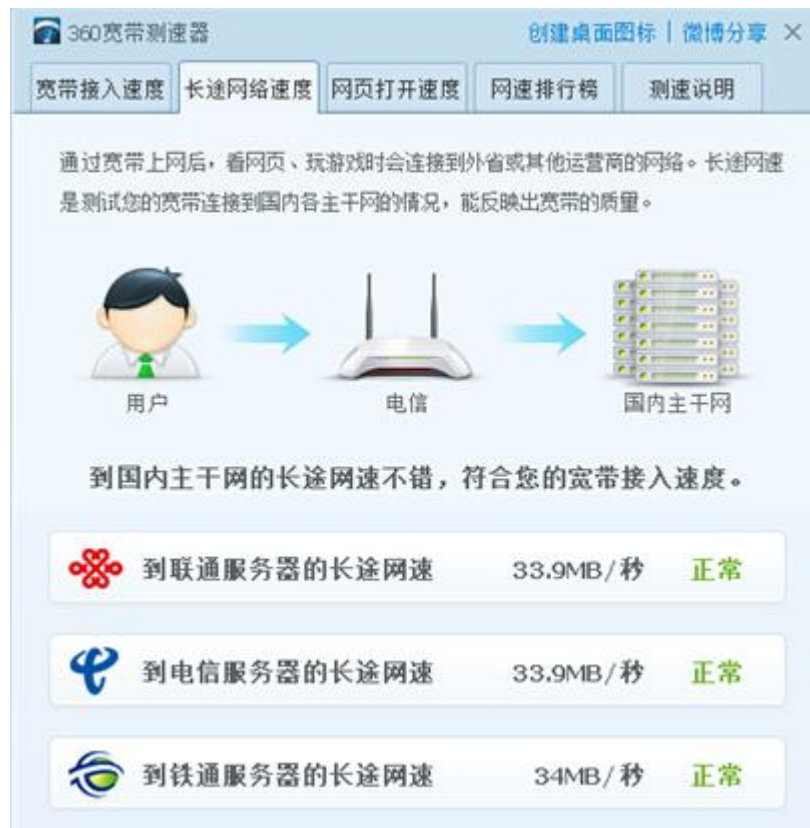 360宽带测速器 创建桌面图标 | 微博分享
宽带接入速度 长途网络速度 网页打开速度 网速排行榜 测速说明
通过宽带上网后，看网页、玩游戏时会连接到外省或其他运营商的网络。长途网速
是测试您的宽带连接到国内各主干网的情况，能反映出宽带的质量。
用户 电信 国内主干网
到国内主干网的长途网速不错，符合您的宽带接入速度。
到联通服务器的长途网速 33.9MB/秒 正常
到电信服务器的长途网速 33.9MB/秒 正常
到铁通服务器的长途网速 34MB/秒 正常